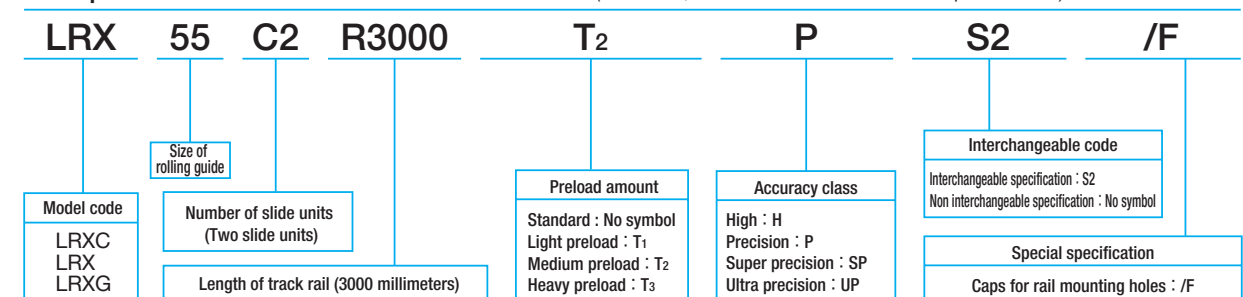 LRX 55 C2 R3000 T2 P S2 /F
Size of
rolling guide
Interchangeable code
Interchangeable specification : S2
Non interchangeable specification : No symbol
Model code
LRXC
LRX
LRXG
Number of slide units
(Two slide units)
Length of track rail (3000 millimeters)
Preload amount
Standard : No symbol
Light preload : T1
Medium preload : T2
Heavy preload : T3
Accuracy class
High : H
Precision : P
Super precision : SP
Ultra precision : UP
Special specification
Caps for rail mounting holes : /F